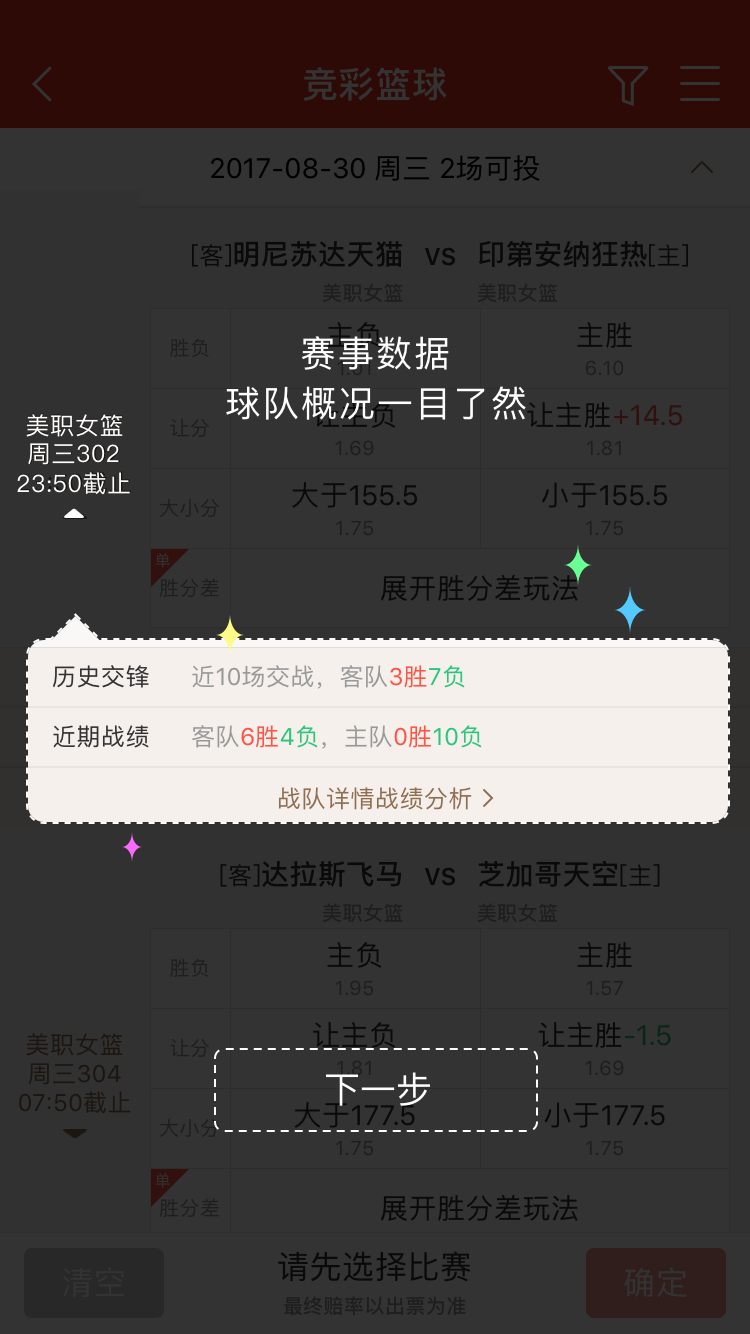 竞彩篮球
2017-08-30 周三 2场可投
[客]明尼苏达天猫 vs 印第安纳狂热[主]
美职女篮 美职女篮
胜负 主负 主胜
6.10
赛事数据
球队概况一目了然
美职女篮
周三302
23:50截止
让分 让主负 让主胜+14.5
1.69 1.81
大小分 大于155.5 小于155.5
1.75 1.75
单
胜分差 展开胜分差玩法
历史交锋 近10场交战，客队3胜7负
近期战绩 客队6胜4负，主队0胜10负
战队详情战绩分析
[客]达拉斯飞马 vs 芝加哥天空[主]
美职女篮 美职女篮
胜负 主负 主胜
1.95 1.57
美职女篮
周三304
07:50截止
让分 让主负 让主胜-1.5
1.81 1.69
下一步
大小分 大于177.5 小于177.5
1.75 1.75
单
胜分差 展开胜分差玩法
清空 请先选择比赛 确定
最终赔率以出票为准